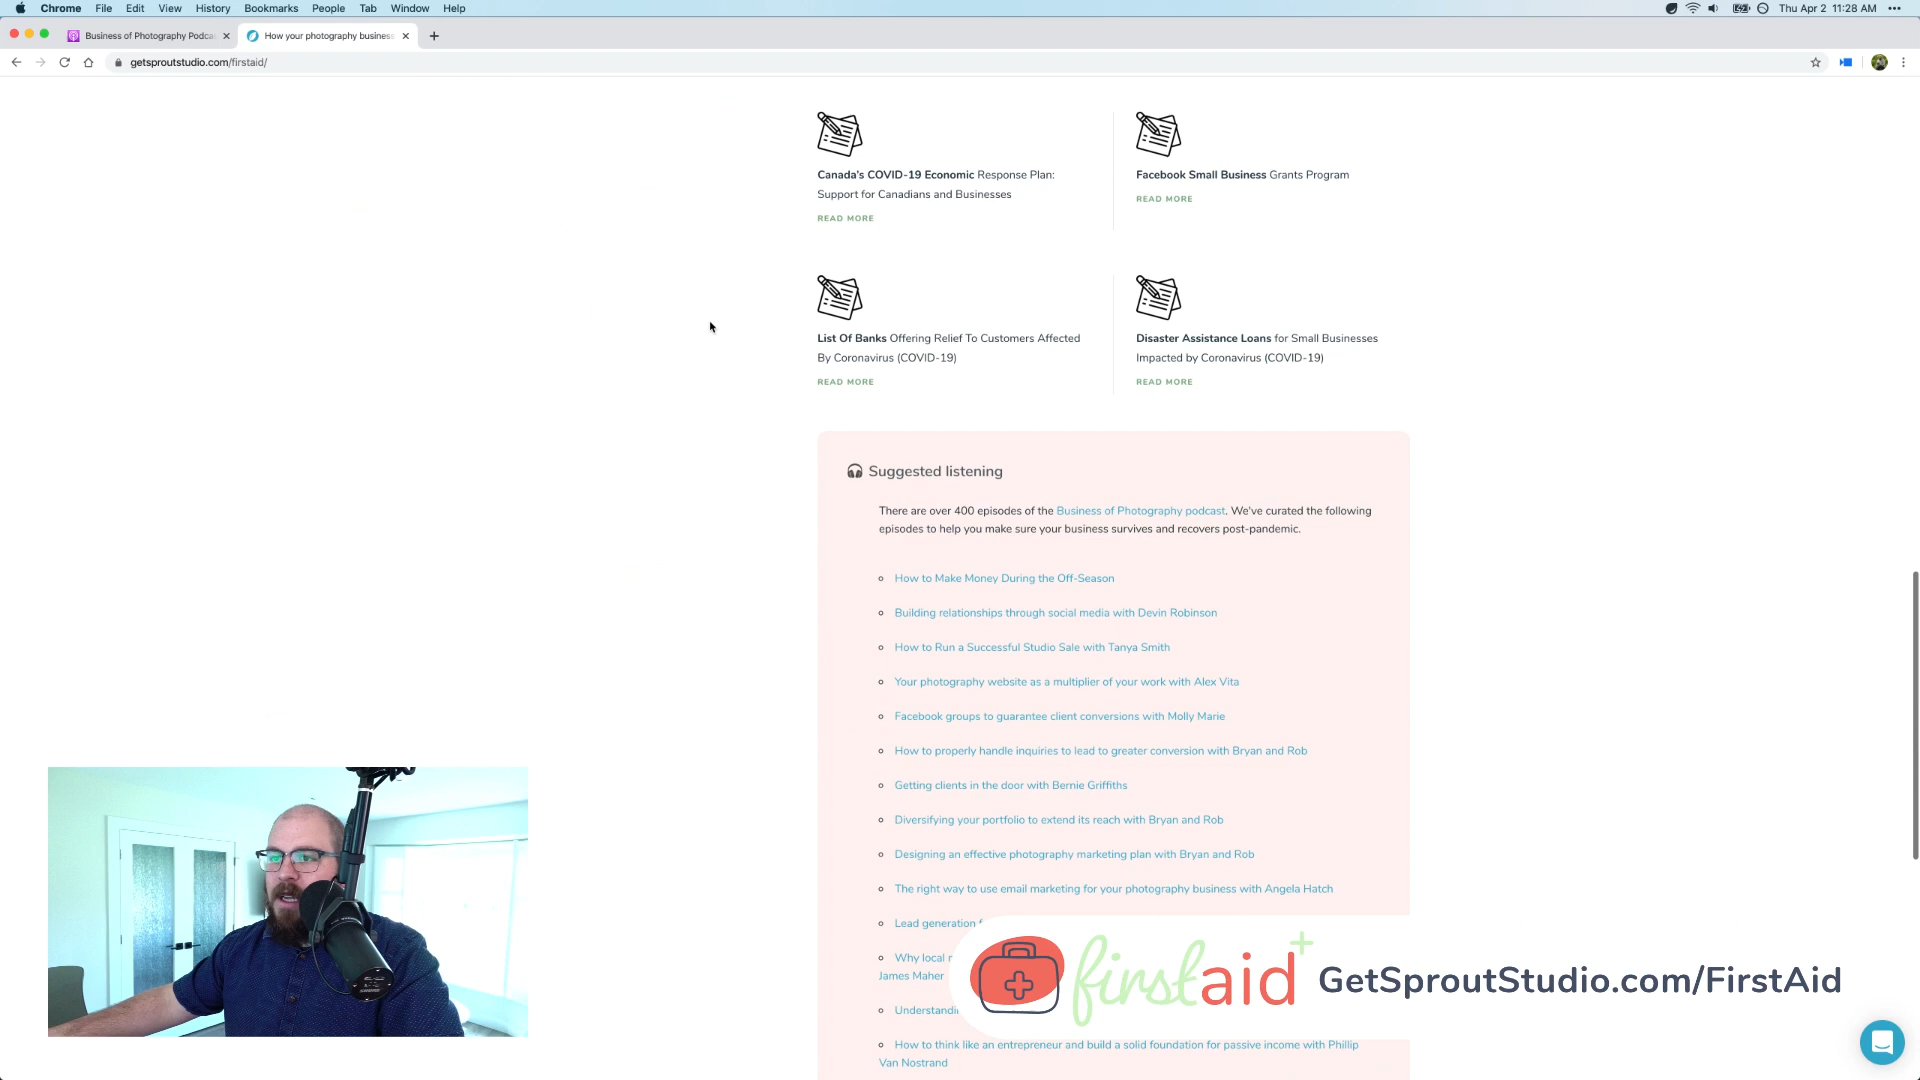 Chrome File Edit View History Bookmarks People Tab Window Help
Thu Apr 2 11:28 AM
Business of Photography Podca
How your photography business
getsproutstudio.com/firstaid/
Canada's COVID-19 Economic Response Plan:
Support for Canadians and Businesses
READ MORE
Facebook Small Business Grants Program
READ MORE
List Of Banks Offering Relief To Customers Affected
By Coronavirus (COVID-19)
READ MORE
Disaster Assistance Loans for Small Businesses
Impacted by Coronavirus (COVID-19)
READ MORE
Suggested listening
There are over 400 episodes of the Business of Photography podcast. We've curated the following
episodes to help you make sure your business survives and recovers post-pandemic.
How to Make Money During the Off-Season
Building relationships through social media with Devin Robinson
How to Run a Successful Studio Sale with Tanya Smith
Your photography website as a multiplier of your work with Alex Vita
Facebook groups to guarantee client conversions with Molly Marie
How to properly handle inquiries to lead to greater conversion with Bryan and Rob
Getting clients in the door with Bernie Griffiths
Diversifying your portfolio to extend its reach with Bryan and Rob
Designing an effective photography marketing plan with Bryan and Rob
The right way to use email marketing for your photography business with Angela Hatch
Lead generation f
Why local
James Maher
Understandi
How to think like an entrepreneur and build a solid foundation for passive income with Phillip
Van Nostrand
firstaid+
GetSproutStudio.com/FirstAid